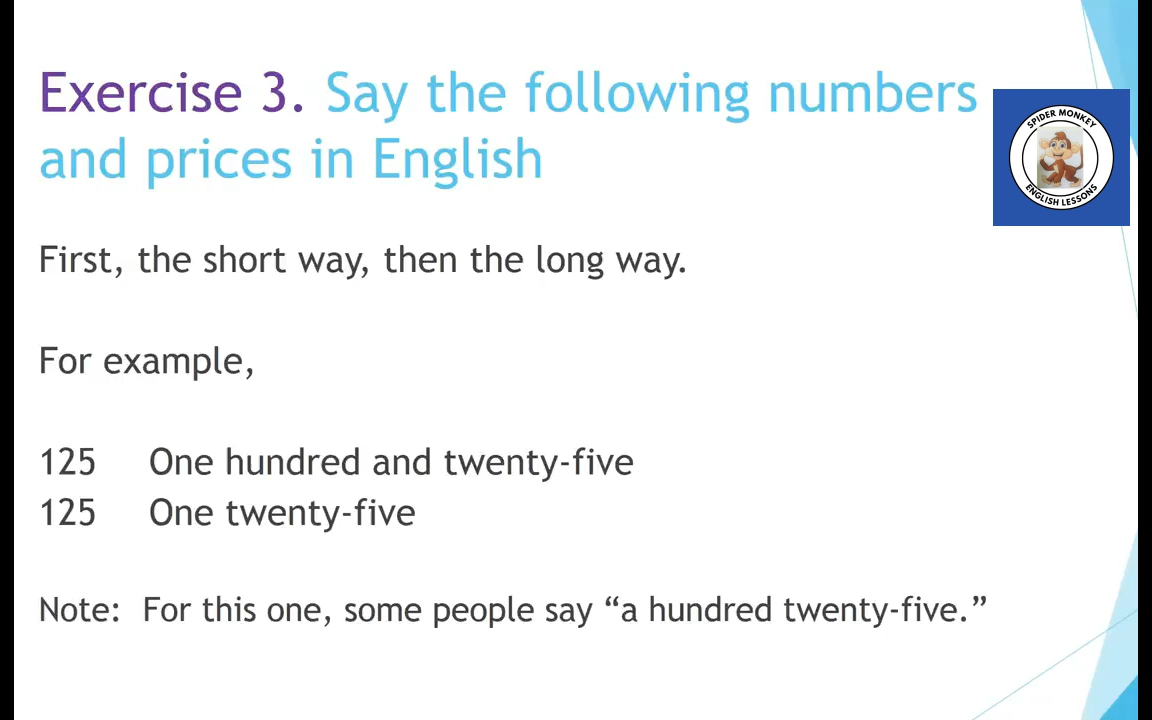 Exercise 3. Say the following numbers
and prices in English
SPIDER MONKEY
ENGLISH LESSONS
First, the short way, then the long way.
For example,
125 One hundred and twenty-five
125 One twenty-five
Note: For this one, some people say “a hundred twenty-five.”